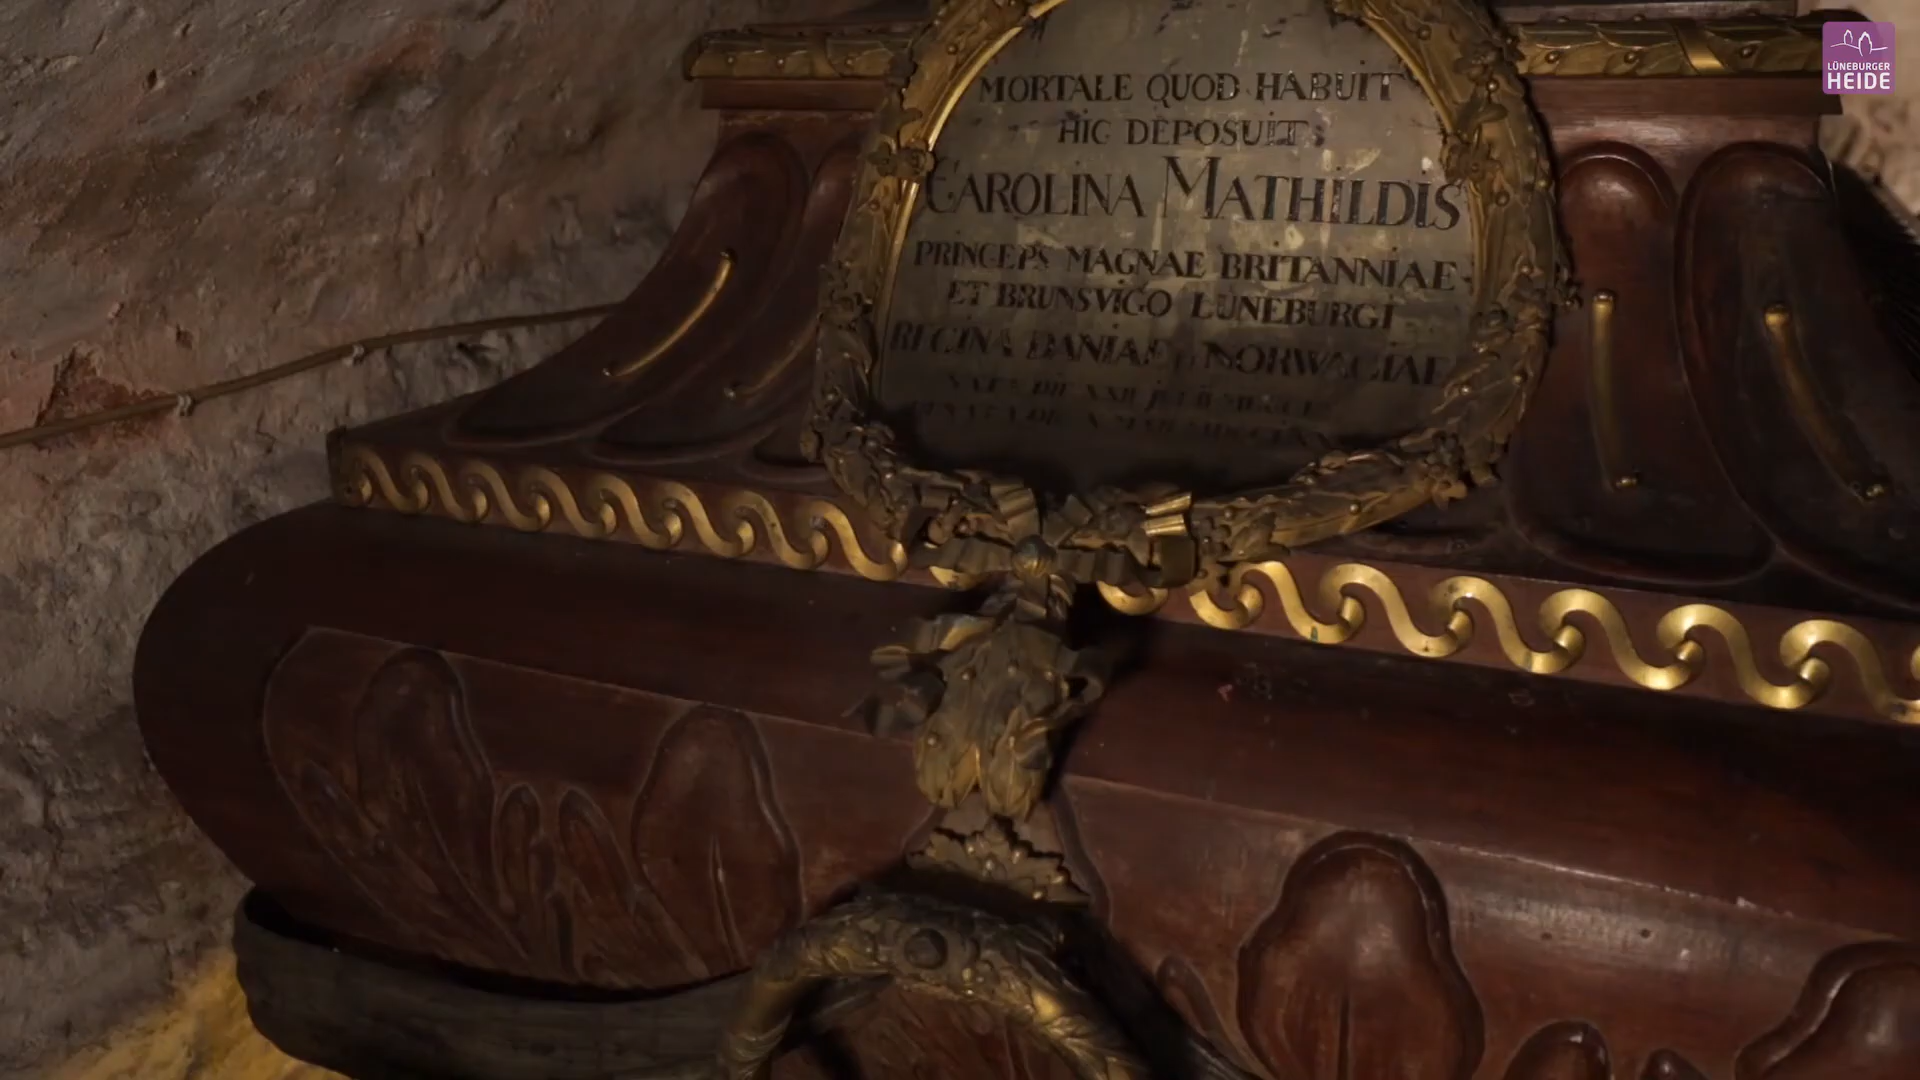 MORTALE QUOD HABUIT
HIC DEPOSUIT;
CAROLINA MATHILDIS
PRINCEPS MAGNAE BRITANNIAE
ET BRUNSVIGO LUNEBURGI
REGINA DANIAE NORWAGIAE
LÜNEBURGER
HEIDE